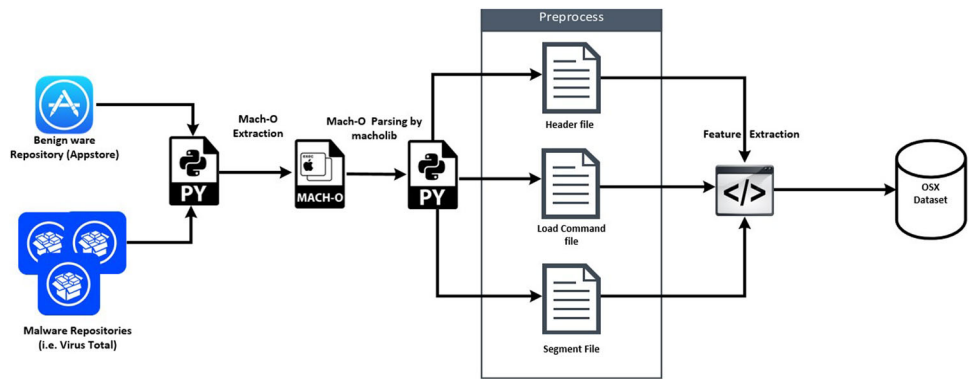 Preprocess
Benign ware
Repository (Appstore)
Malware Repositories
(i.e. Virus Total)
PY
Mach-O
Extraction
EXEC
MACH-O
Mach-O Parsing by
macholib
PY
Header file
Load Command
file
Segment File
Feature Extraction
</>
OSX
Dataset